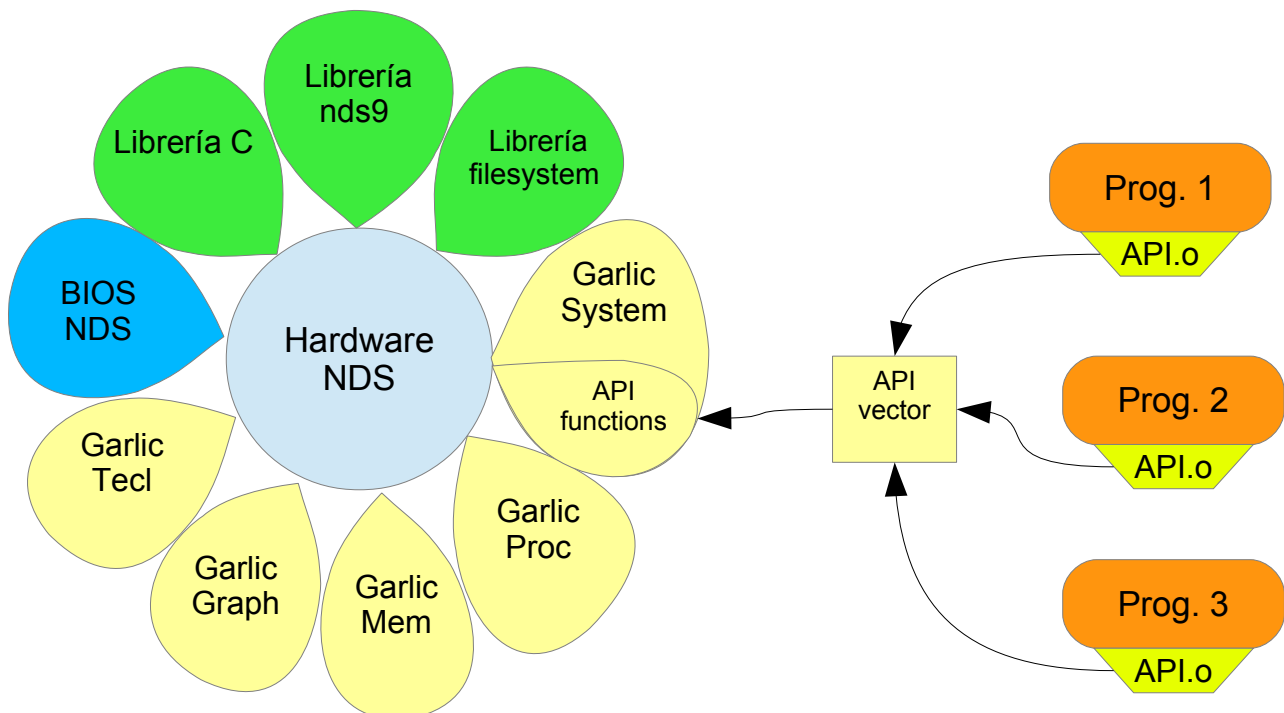 Librería
nds9
Librería C
Librería
filesystem
BIOS
NDS
Hardware
NDS
Garlic
System
API
functions
Garlic
Tecl
Garlic
Graph
Garlic
Mem
Garlic
Proc
API
vector
Prog. 1
API.o
Prog. 2
API.o
Prog. 3
API.o